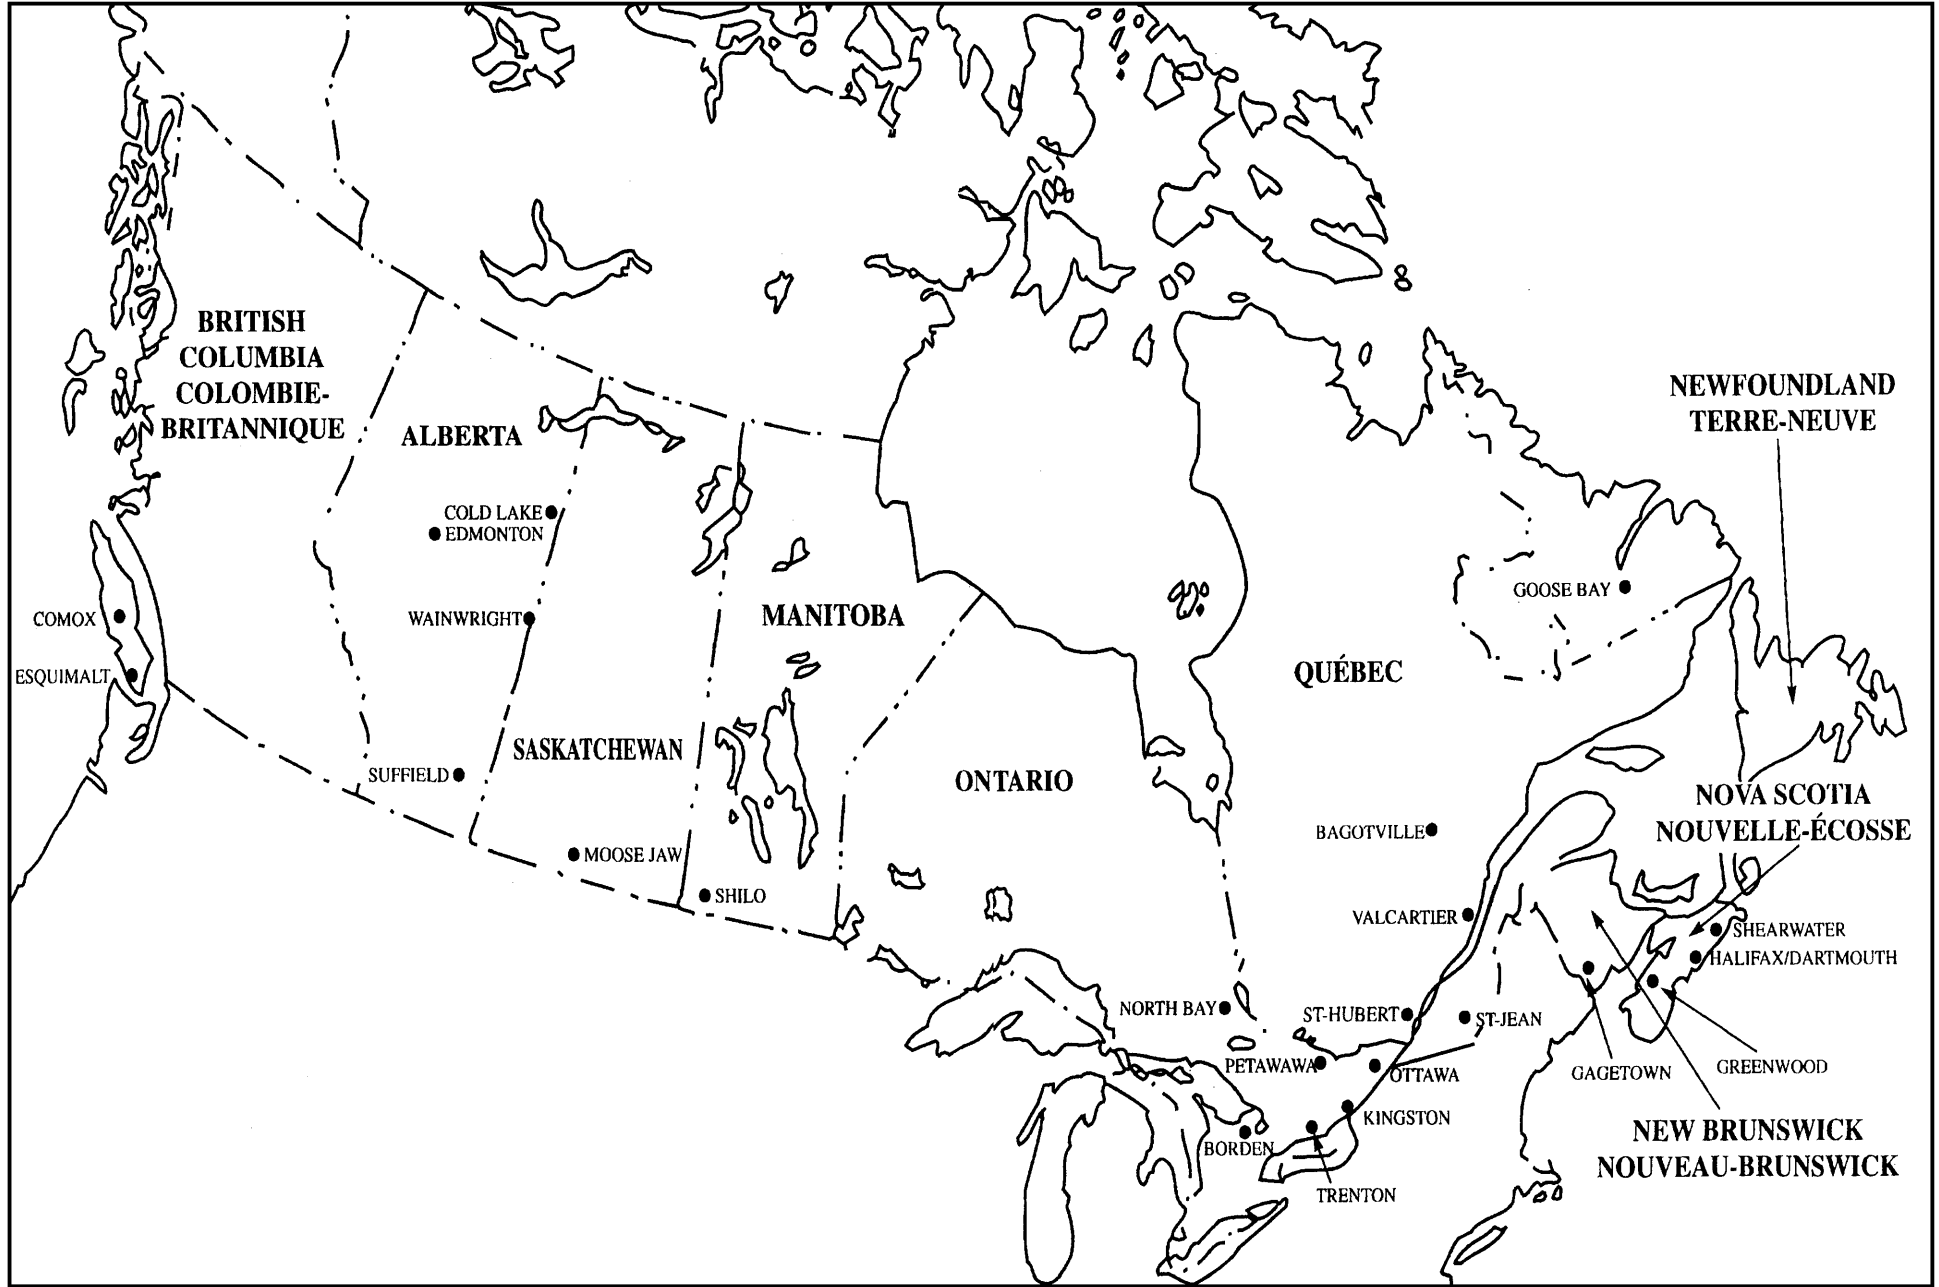 BRITISH
COLUMBIA
COLOMBIE-
BRITANNIQUE
ALBERTA
COLD LAKE
EDMONTON
WAINWRIGHT
COMOX
ESQUIMALT
SUFFIELD
SASKATCHEWAN
MOOSE JAW
MANITOBA
SHILO
ONTARIO
NORTH BAY
PETAWAWA
OTTAWA
KINGSTON
BORDEN
TRENTON
QUÉBEC
BAGOTVILLE
VALCARTIER
ST-HUBERT
ST-JEAN
GOOSE BAY
NEWFOUNDLAND
TERRE-NEUVE
NOVA SCOTIA
NOUVELLE-ÉCOSSE
SHEARWATER
HALIFAX/DARTMOUTH
GREENWOOD
GAGETOWN
NEW BRUNSWICK
NOUVEAU-BRUNSWICK